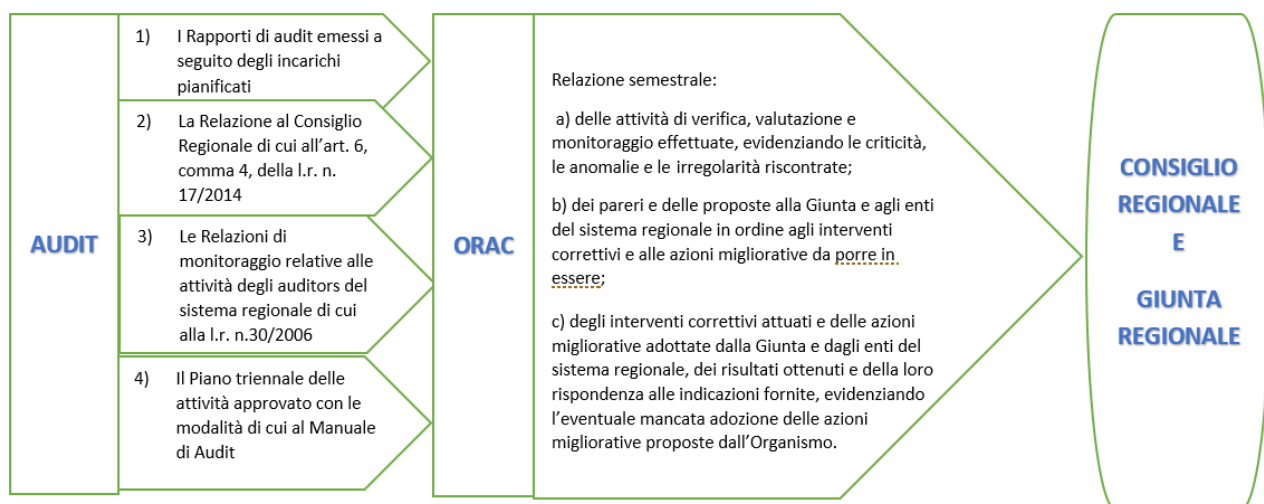 AUDIT
1) I Rapporti di audit emessi a
seguito degli incarichi
pianificati
2) La Relazione al Consiglio
Regionale di cui all'art. 6,
comma 4, della l.r. n.
17/2014
3) Le Relazioni di
monitoraggio relative alle
attività degli auditors del
sistema regionale di cui
alla l.r. n.30/2006
4) Il Piano triennale delle
attività approvato con le
modalità di cui al Manuale
di Audit
ORAC
Relazione semestrale:
a) delle attività di verifica, valutazione e
monitoraggio effettuate, evidenziando le criticità,
le anomalie e le irregolarità riscontrate;
b) dei pareri e delle proposte alla Giunta e agli enti
del sistema regionale in ordine agli interventi
correttivi e alle azioni migliorative da porre in
essere;
c) degli interventi correttivi attuati e delle azioni
migliorative adottate dalla Giunta e dagli enti del
sistema regionale, dei risultati ottenuti e della loro
rispondenza alle indicazioni fornite, evidenziando
l'eventuale mancata adozione delle azioni
migliorative proposte dall'Organismo.
CONSIGLIO
REGIONALE
E
GIUNTA
REGIONALE